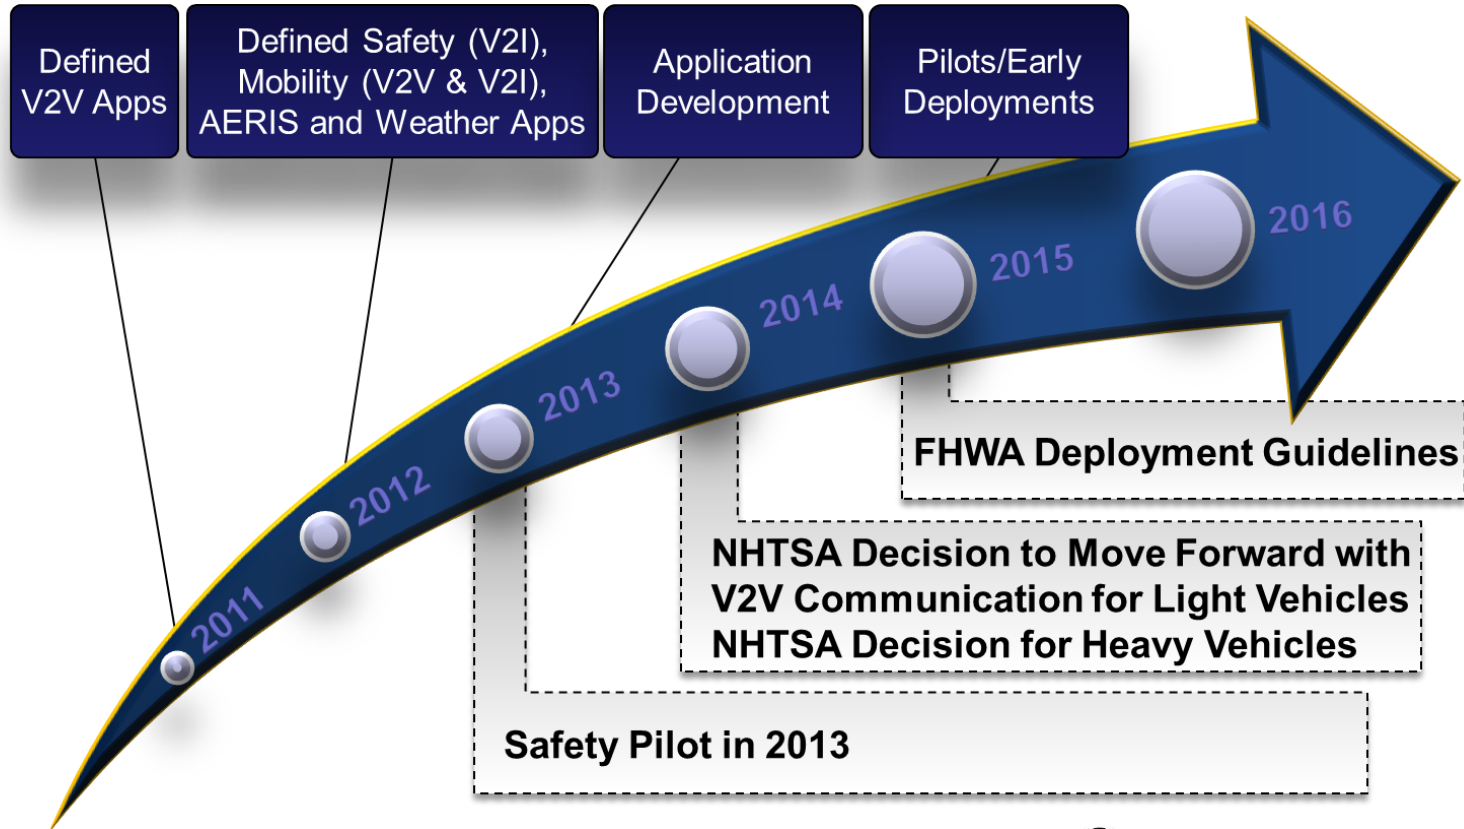 Defined
V2V Apps
Defined Safety (V2I),
Mobility (V2V & V2I),
AERIS and Weather Apps
Application
Development
Pilots/Early
Deployments
2011
2012
2013
2014
2015
2016
FHWA Deployment Guidelines
NHTSA Decision to Move Forward with
V2V Communication for Light Vehicles
NHTSA Decision for Heavy Vehicles
Safety Pilot in 2013